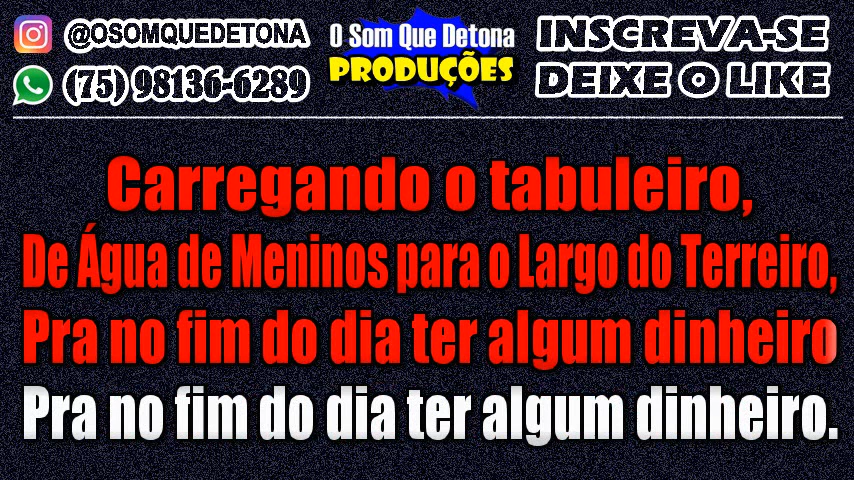 @OSOMQUEDETONA
(75) 98136-6289
O Som Que Detona
PRODUÇÕES
INSCREVA-SE
DEIXE O LIKE
Carregando o tabuleiro,
De Água de Meninos para o Largo do Terreiro,
Pra no fim do dia ter algum dinheiro
Pra no fim do dia ter algum dinheiro.